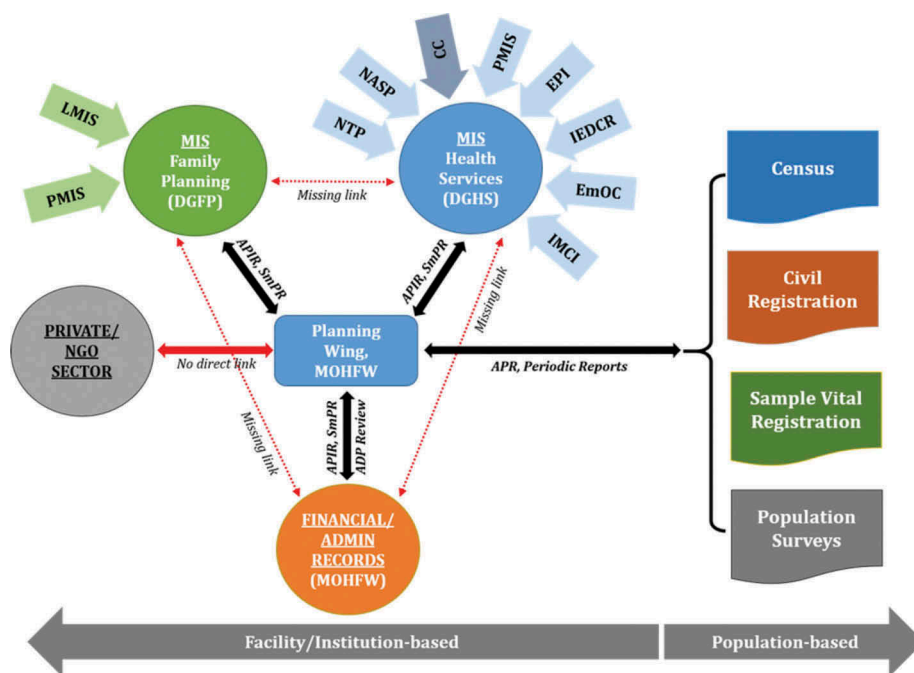 LMIS
PMIS
MIS
Family
Planning
(DGFP)
NTP
NASP
CC
PMIS
EPI
IEDCR
EmOC
IMCI
MIS
Health
Services
(DGHS)
Missing link
APIR, SmPR
APIR, SmPR
Missing link
Missing link
PRIVATE/
NGO
SECTOR
No direct link
Planning
Wing,
MOHFW
APR, Periodic Reports
APIR, SmPR
ADP Review
FINANCIAL/
ADMIN
RECORDS
(MOHFW)
Census
Civil
Registration
Sample Vital
Registration
Population
Surveys
Facility/Institution-based
Population-based